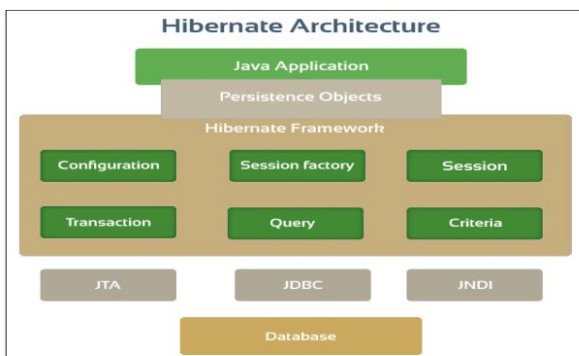 Hibernate Architecture
Java Application
Persistence Objects
Hibernate Framework
Configuration
Session factory
Session
Transaction
Query
Criteria
JTA
JDBC
JNDI
Database